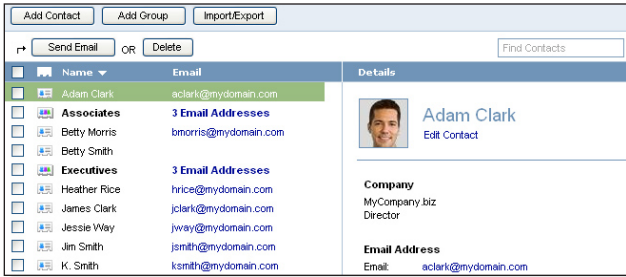 Add Contact Add Group Import/Export
Send Email OR Delete Find Contacts
Name Email Details
Adam Clark aclark@mydomain.com
Associates 3 Email Addresses
Betty Morris bmorris@mydomain.com
Betty Smith
Executives 3 Email Addresses
Heather Rice hrice@mydomain.com
James Clark jclark@mydomain.com
Jessie Way jway@mydomain.com
Jim Smith jsmith@mydomain.com
K. Smith ksmith@mydomain.com
Adam Clark
Edit Contact
Company
MyCompany.biz
Director
Email Address
Email: aclark@mydomain.com